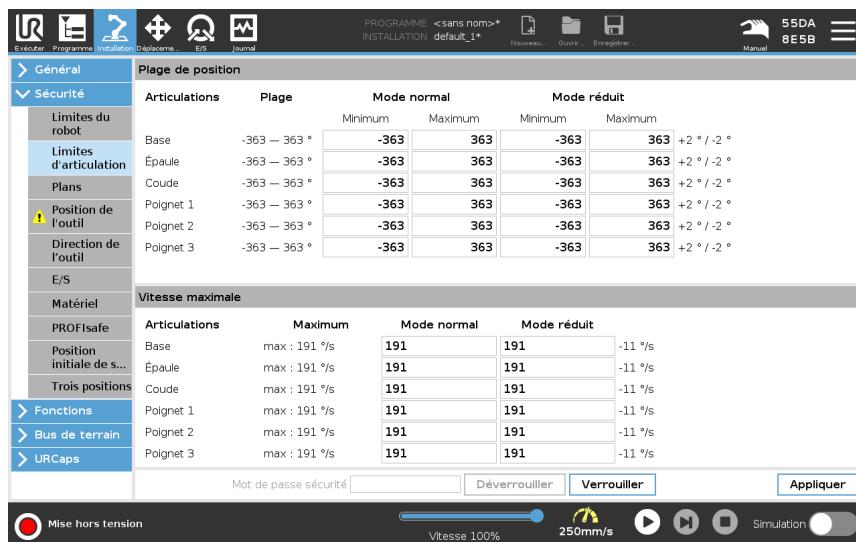 PROGRAMME <sans nom>*
INSTALLATION default_1*
Exécuter Programme Installation Déplaceme... E/S Journal
Nouveau... Ouvrir... Enregistrer...
Manuel
55DA
8E5B
Général
Sécurité
Limites du
robot
Limites
d'articulation
Plans
Position de
l'outil
Direction de
l'outil
E/S
Matériel
PROFIsafe
Position
initiale de s...
Trois positions
Fonctions
Bus de terrain
URCaps
Plage de position
Articulations Plage Mode normal Mode réduit
Minimum Maximum Minimum Maximum
Base -363 — 363 ° -363 363 -363 363 +2 ° / -2 °
Épaule -363 — 363 ° -363 363 -363 363 +2 ° / -2 °
Coude -363 — 363 ° -363 363 -363 363 +2 ° / -2 °
Poignet 1 -363 — 363 ° -363 363 -363 363 +2 ° / -2 °
Poignet 2 -363 — 363 ° -363 363 -363 363 +2 ° / -2 °
Poignet 3 -363 — 363 ° -363 363 -363 363 +2 ° / -2 °
Vitesse maximale
Articulations Maximum Mode normal Mode réduit
Base max : 191 °/s 191 191 -11 °/s
Épaule max : 191 °/s 191 191 -11 °/s
Coude max : 191 °/s 191 191 -11 °/s
Poignet 1 max : 191 °/s 191 191 -11 °/s
Poignet 2 max : 191 °/s 191 191 -11 °/s
Poignet 3 max : 191 °/s 191 191 -11 °/s
Mot de passe sécurité Déverrouiller Verrouiller Appliquer
Mise hors tension
Vitesse 100%
250mm/s
Simulation